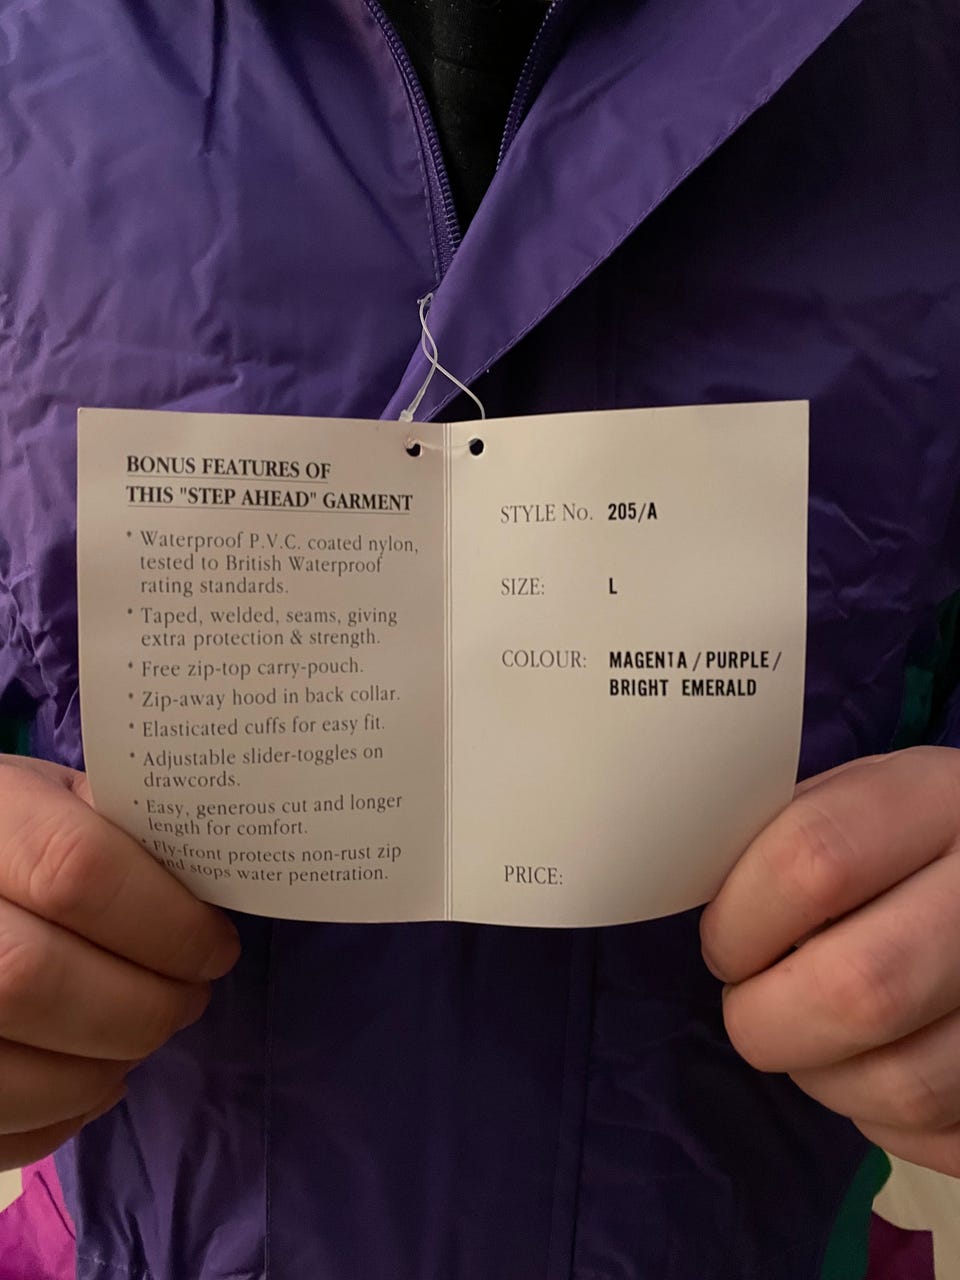 BONUS FEATURES OF
THIS "STEP AHEAD" GARMENT
* Waterproof P.V.C. coated nylon,
tested to British Waterproof
rating standards.
* Taped, welded, seams, giving
extra protection & strength.
* Free zip-top carry-pouch.
* Zip-away hood in back collar.
* Elasticated cuffs for easy fit.
* Adjustable slider-toggles on
drawcords.
* Easy, generous cut and longer
length for comfort.
* Fly-front protects non-rust zip
and stops water penetration.
STYLE No. 205/A
SIZE: L
COLOUR: MAGENTA / PURPLE /
BRIGHT EMERALD
PRICE: